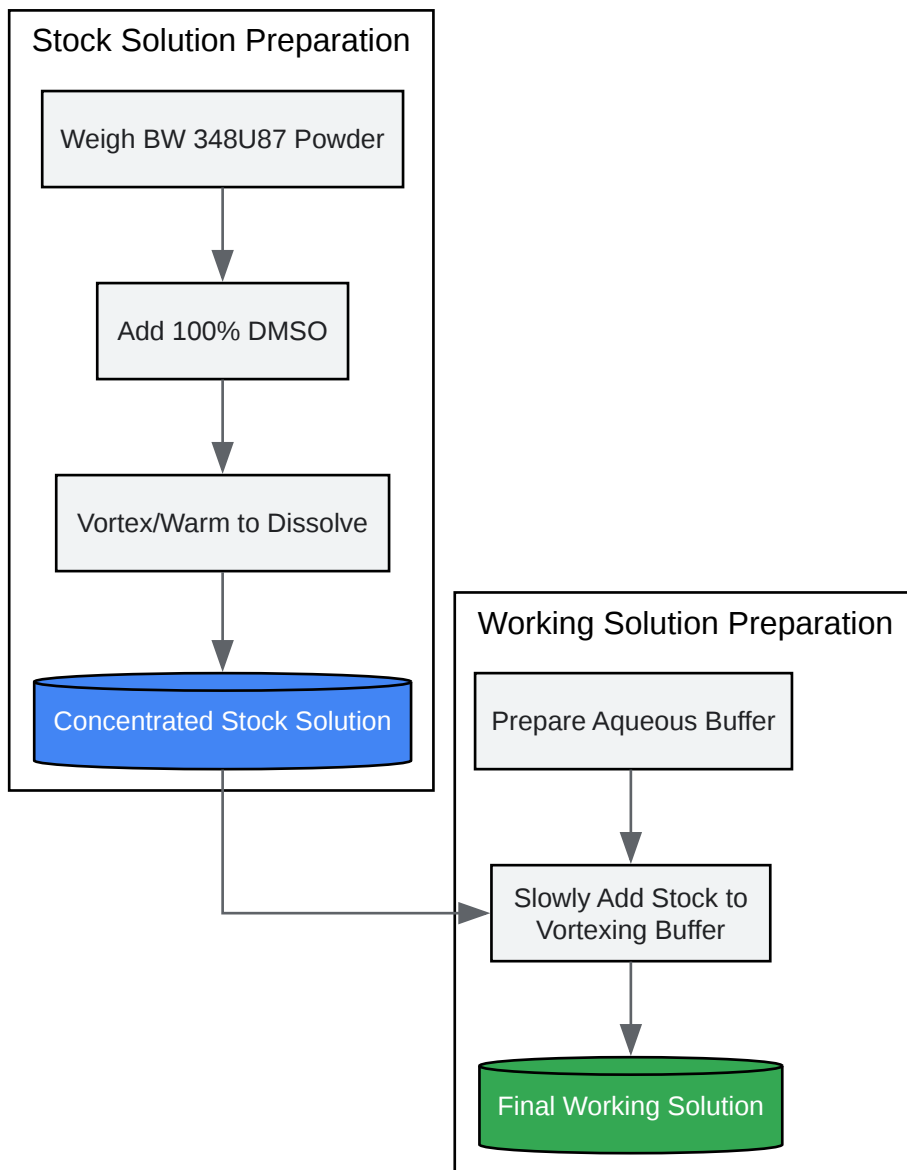 Stock Solution Preparation
Weigh BW 348U87 Powder
Add 100% DMSO
Vortex/Warm to Dissolve
Concentrated Stock Solution
Working Solution Preparation
Prepare Aqueous Buffer
Slowly Add Stock to
Vortexing Buffer
Final Working Solution